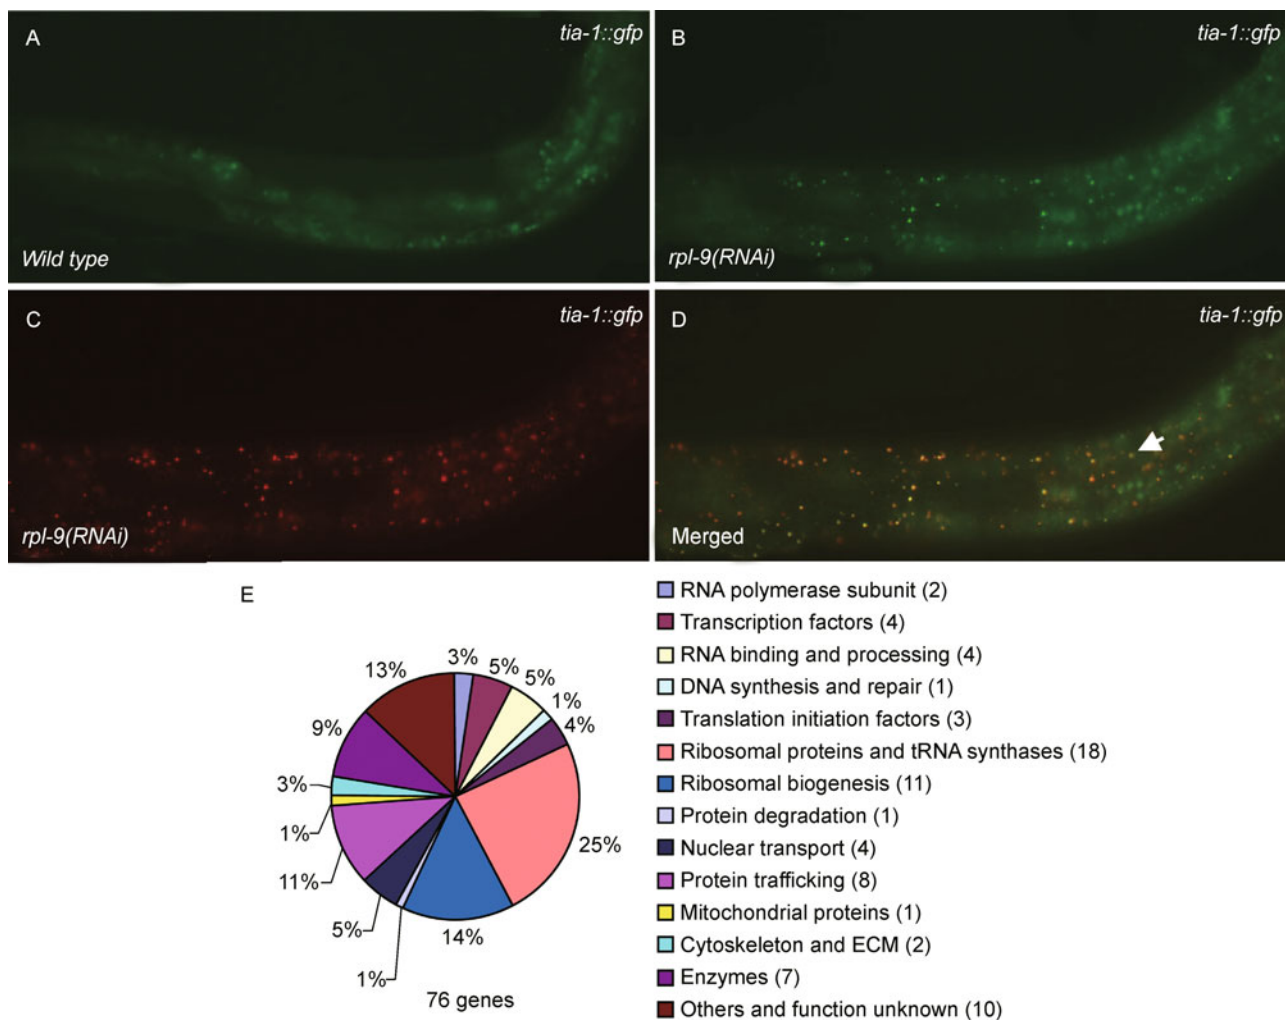 A
tia-1::gfp
Wild type
B
tia-1::gfp
rpl-9(RNAi)
C
tia-1::gfp
rpl-9(RNAi)
D
tia-1::gfp
Merged
E
3%
5%
5%
1%
4%
25%
14%
1%
5%
11%
1%
3%
9%
13%
76 genes
RNA polymerase subunit (2)
Transcription factors (4)
RNA binding and processing (4)
DNA synthesis and repair (1)
Translation initiation factors (3)
Ribosomal proteins and tRNA synthases (18)
Ribosomal biogenesis (11)
Protein degradation (1)
Nuclear transport (4)
Protein trafficking (8)
Mitochondrial proteins (1)
Cytoskeleton and ECM (2)
Enzymes (7)
Others and function unknown (10)